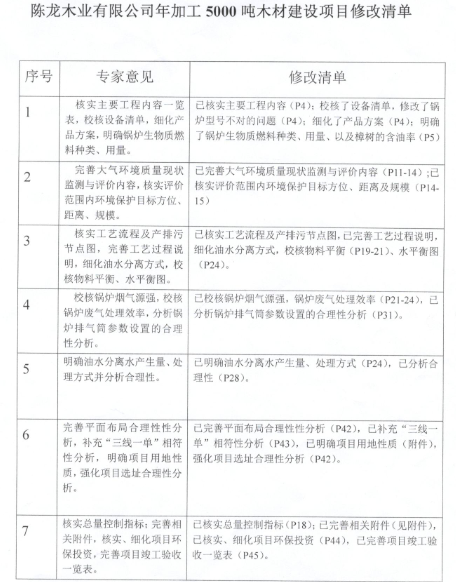 陈龙木业有限公司年加工 5000 吨木材建设项目修改清单
序号 专家意见 修改清单
1
核实主要工程内容一览
表，校核设备清单，细化产
品方案，明确锅炉生物质燃
料种类、用量。
已核实主要工程内容（P4）；校核了设备清单，修改了锅
炉型号不对的问题（P4）；细化了产品方案（P4）；明确
了锅炉生物质燃料种类、用量、以及樟树的含油率（P5）
2
完善大气环境质量现状
监测与评价内容，核实评价
范围内环境保护目标方位、
距离、规模。
已完善大气环境质量现状监测与评价内容（P11-14）；已
核实评价范围内环境保护目标方位、距离及规模（P14-
15）
3
核实工艺流程及产排污
节点图，完善工艺过程说
明，细化油水分离方式，校
核物料平衡、水平衡图。
已核实工艺流程及产排污节点图，已完善工艺过程说明，
细化油水分离方式，校核物料平衡（P19-21）、水平衡图
（P24）。
4
校核锅炉烟气源强，校核
锅炉废气处理效率，分析锅
炉排气筒参数设置的合理
性分析。
已校核锅炉烟气源强，锅炉废气处理效率（P21-24），已
分析锅炉排气筒参数设置的合理性分析（P31）。
5
明确油水分离水产生量、处
理方式并分析合理性。
已明确油水分离水产生量、处理方式（P24），已分析合
理性（P28）。
6
完善平面布局合理性性分
析，补充“三线一单”相符
性分析，明确项目用地性
质，强化项目选址合理性分
析。
已完善平面布局合理性性分析（P42），已补充“三线一
单”相符性分析（P43），已明确项目用地性质（附件），
强化项目选址合理性分析（P42）。
7
核实总量控制指标；完善相
关附件，核实、细化项目环
保投资，完善项目竣工验收
一览表。
已核实总量控制指标（P18）；已完善相关附件（见附件），
已核实、细化项目环保投资（P44），已完善项目竣工验
收一览表（P45）。